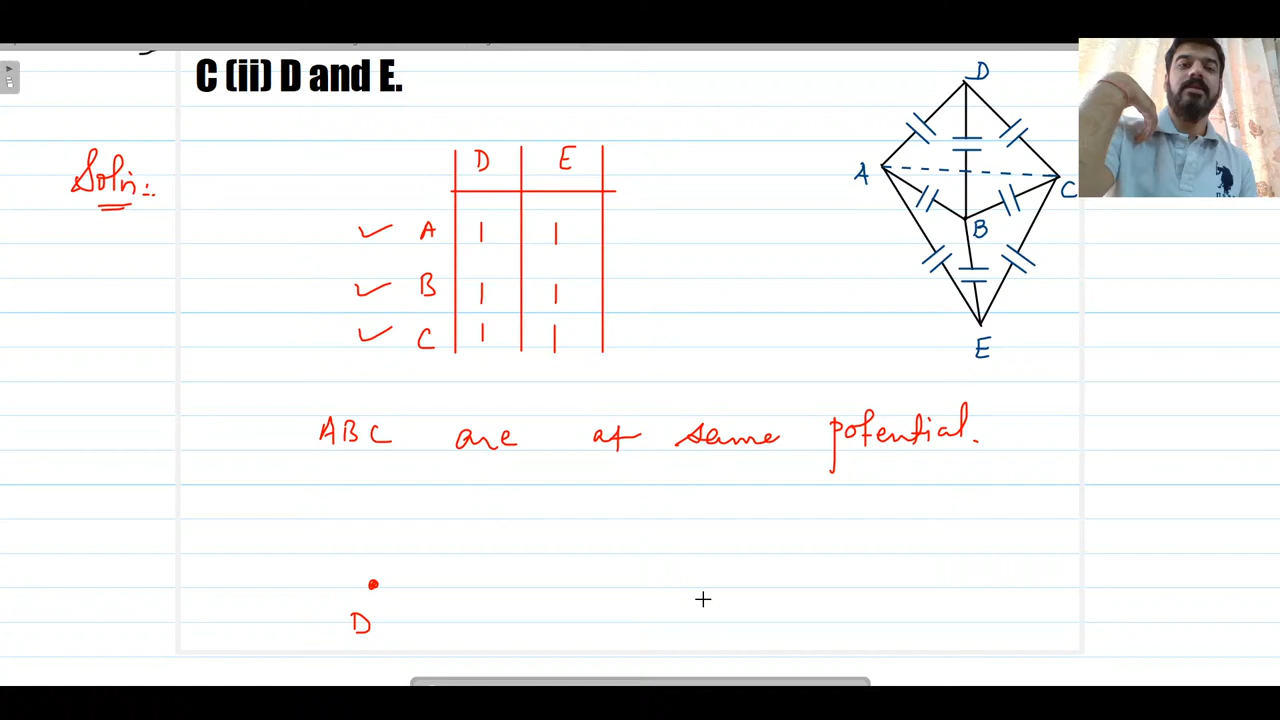 C (ii) D and E.
Soln:-
D E
✓ A 1 1
✓ B 1 1
✓ C 1 1
ABC are at same potential.
D
D
A
C
B
E